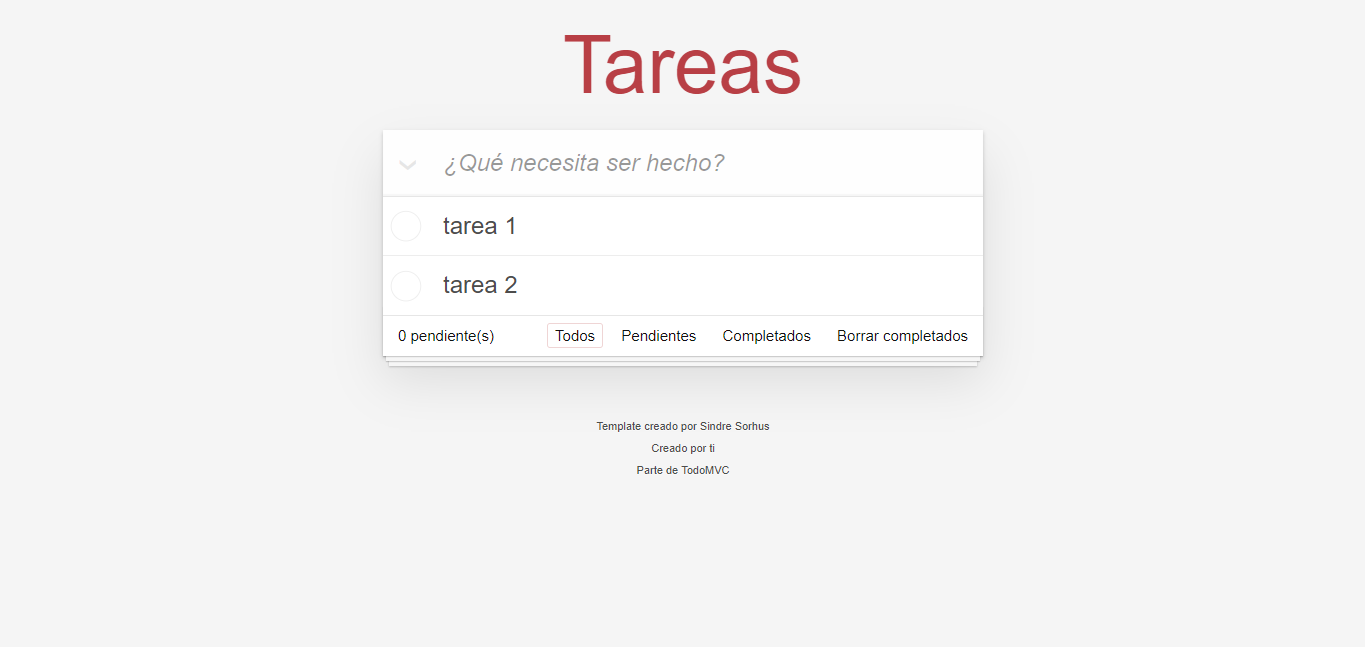 Tareas
¿Qué necesita ser hecho?
tarea 1
tarea 2
0 pendiente(s) Todos Pendientes Completados Borrar completados
Template creado por Sindre Sorhus
Creado por ti
Parte de TodoMVC